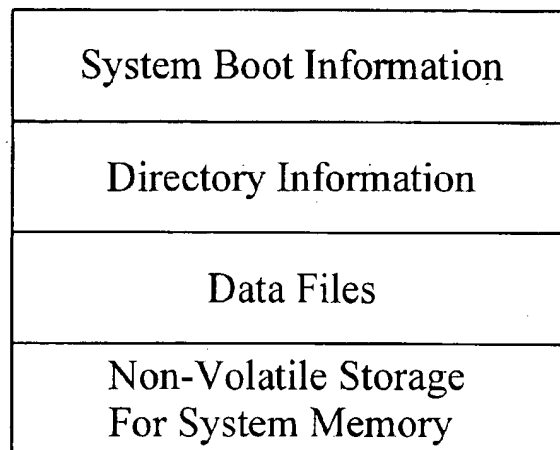 System Boot Information
Directory Information
Data Files
Non-Volatile Storage
For System Memory